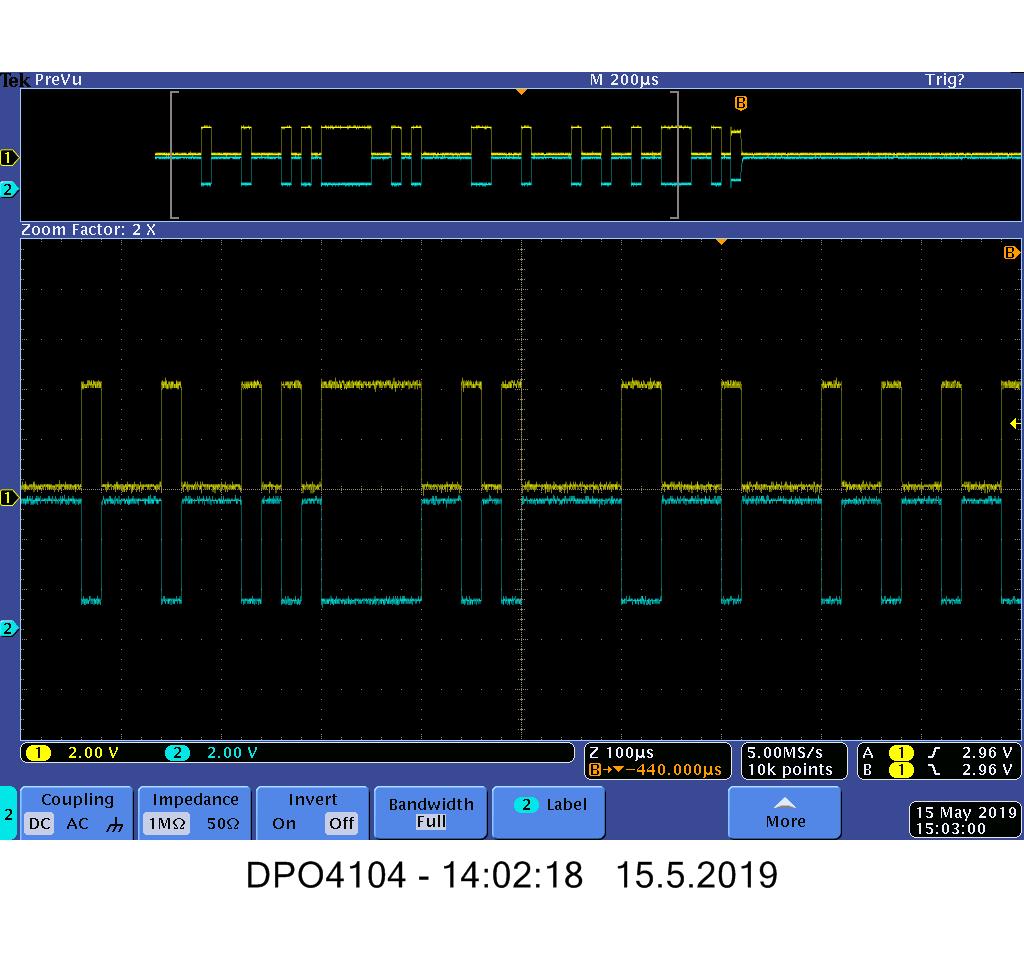 Tek PreVu M 200µs Trig?
B
1
2
Zoom Factor: 2 X
B
1
2
1 2.00 V 2 2.00 V
Z 100µs
B→▼−440.000µs
5.00MS/s
10k points
A 1 2.96 V
B 1 2.96 V
2
Coupling
DC AC
Impedance
1MΩ 50Ω
Invert
On Off
Bandwidth
Full
2 Label
More
15 May 2019
15:03:00
DPO4104 - 14:02:18 15.5.2019